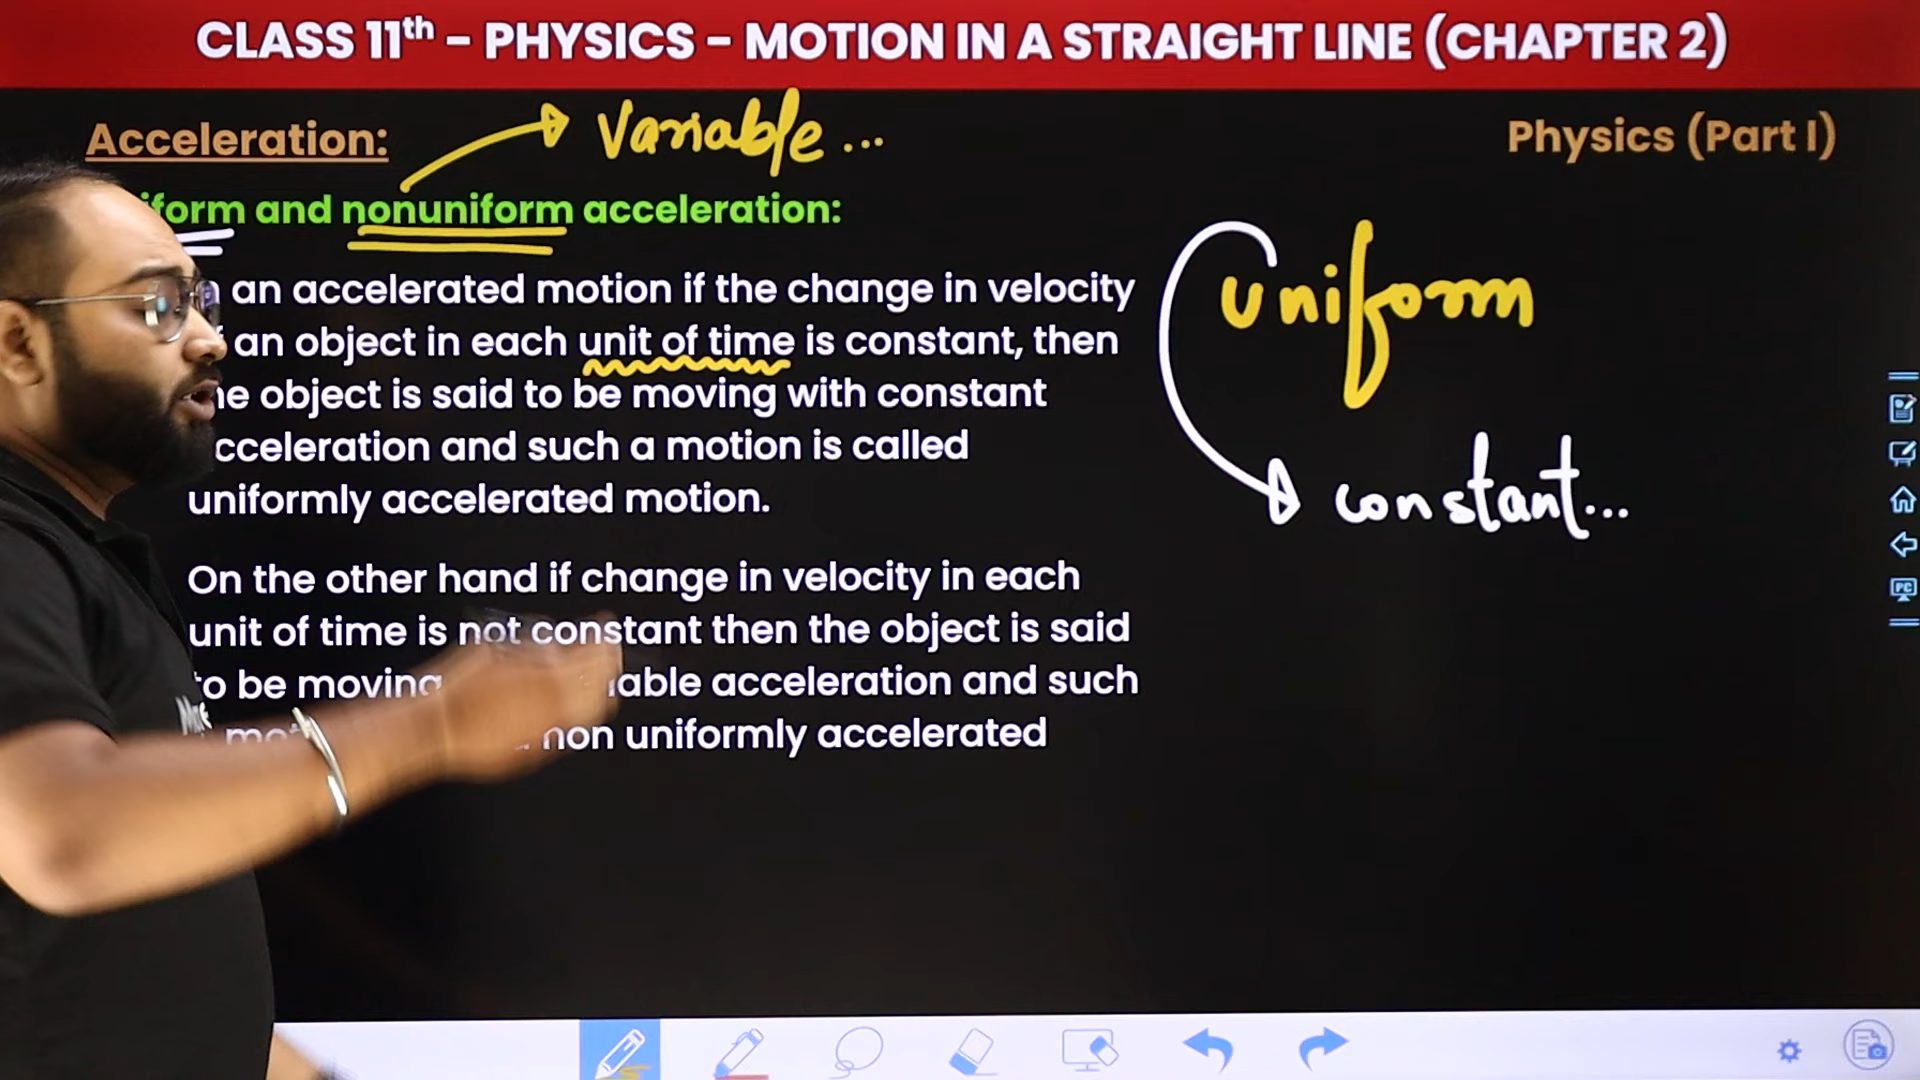 CLASS 11th - PHYSICS - MOTION IN A STRAIGHT LINE (CHAPTER 2)
Acceleration:
Variable...
Physics (Part I)
and nonuniform acceleration:
an accelerated motion if the change in velocity
an object in each unit of time is constant, then
object is said to be moving with constant
and such a motion is called
uniformly accelerated motion.
uniform
constant...
On the other hand if change in velocity in each
unit of time is not constant then the object is said
to be moving acceleration and such
non uniformly accelerated
PC